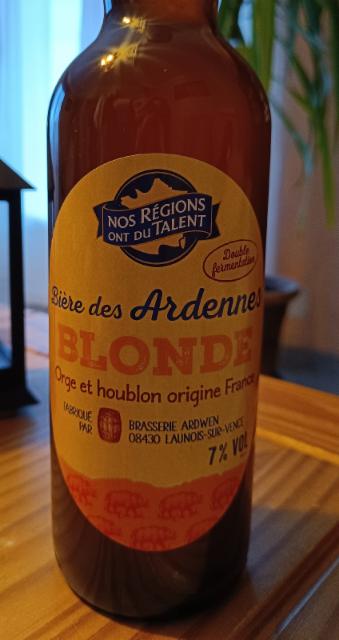 NOS RÉGIONS
ONT DU TALENT
Double
fermentation
Bière des Ardennes
BLONDE
Orge et houblon origine France
FABRIQUÉ
PAR
BRASSERIE ARDWEN
08430 LAUNOIS-SUR-VENCE
7% VOL